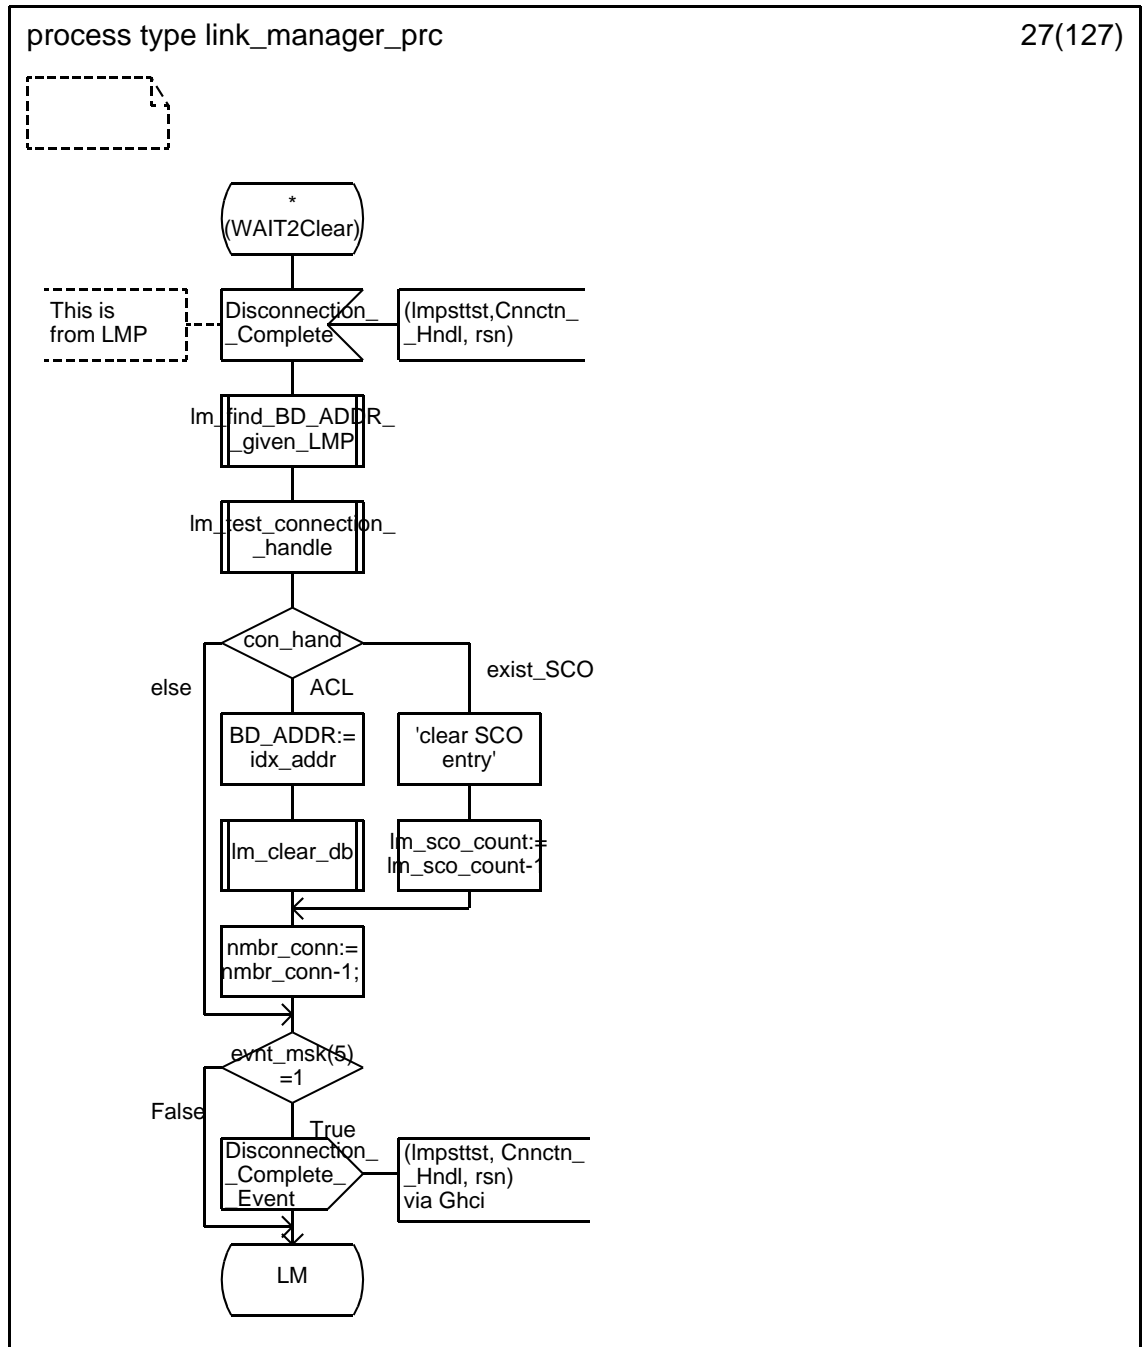 process type link_manager_prc
27(127)
*
(WAIT2Clear)
This is
from LMP
Disconnection_
_Complete
(lmpsttst,Cnnctn_
_Hndl, rsn)
lm_find_BD_ADDR_
_given_LMP
lm_test_connection_
_handle
con_hand
else
ACL
exist_SCO
BD_ADDR:=
idx_addr
'clear SCO
entry'
lm_clear_db
lm_sco_count:=
lm_sco_count-1
nmbr_conn:=
nmbr_conn-1;
evnt_msk(5)
=1
False
True
Disconnection_
_Complete_
_Event
(lmpsttst, Cnnctn_
_Hndl, rsn)
via Ghci
LM